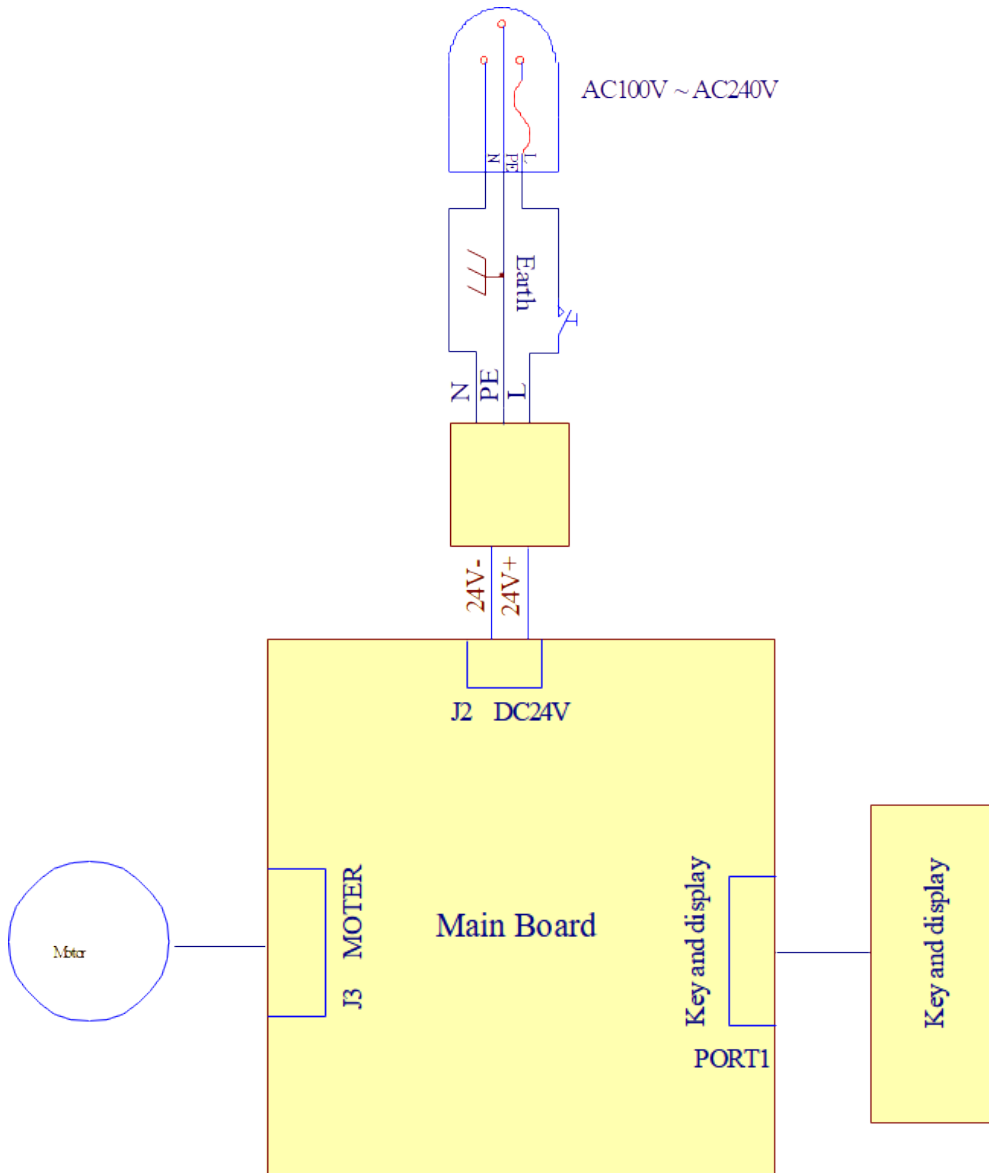 AC100V ~ AC240V
N
PE
L
Earth
N
PE
L
24V-
24V+
J2 DC24V
J3 MOTER
Motor
Main Board
Key and display
PORT1
Key and display